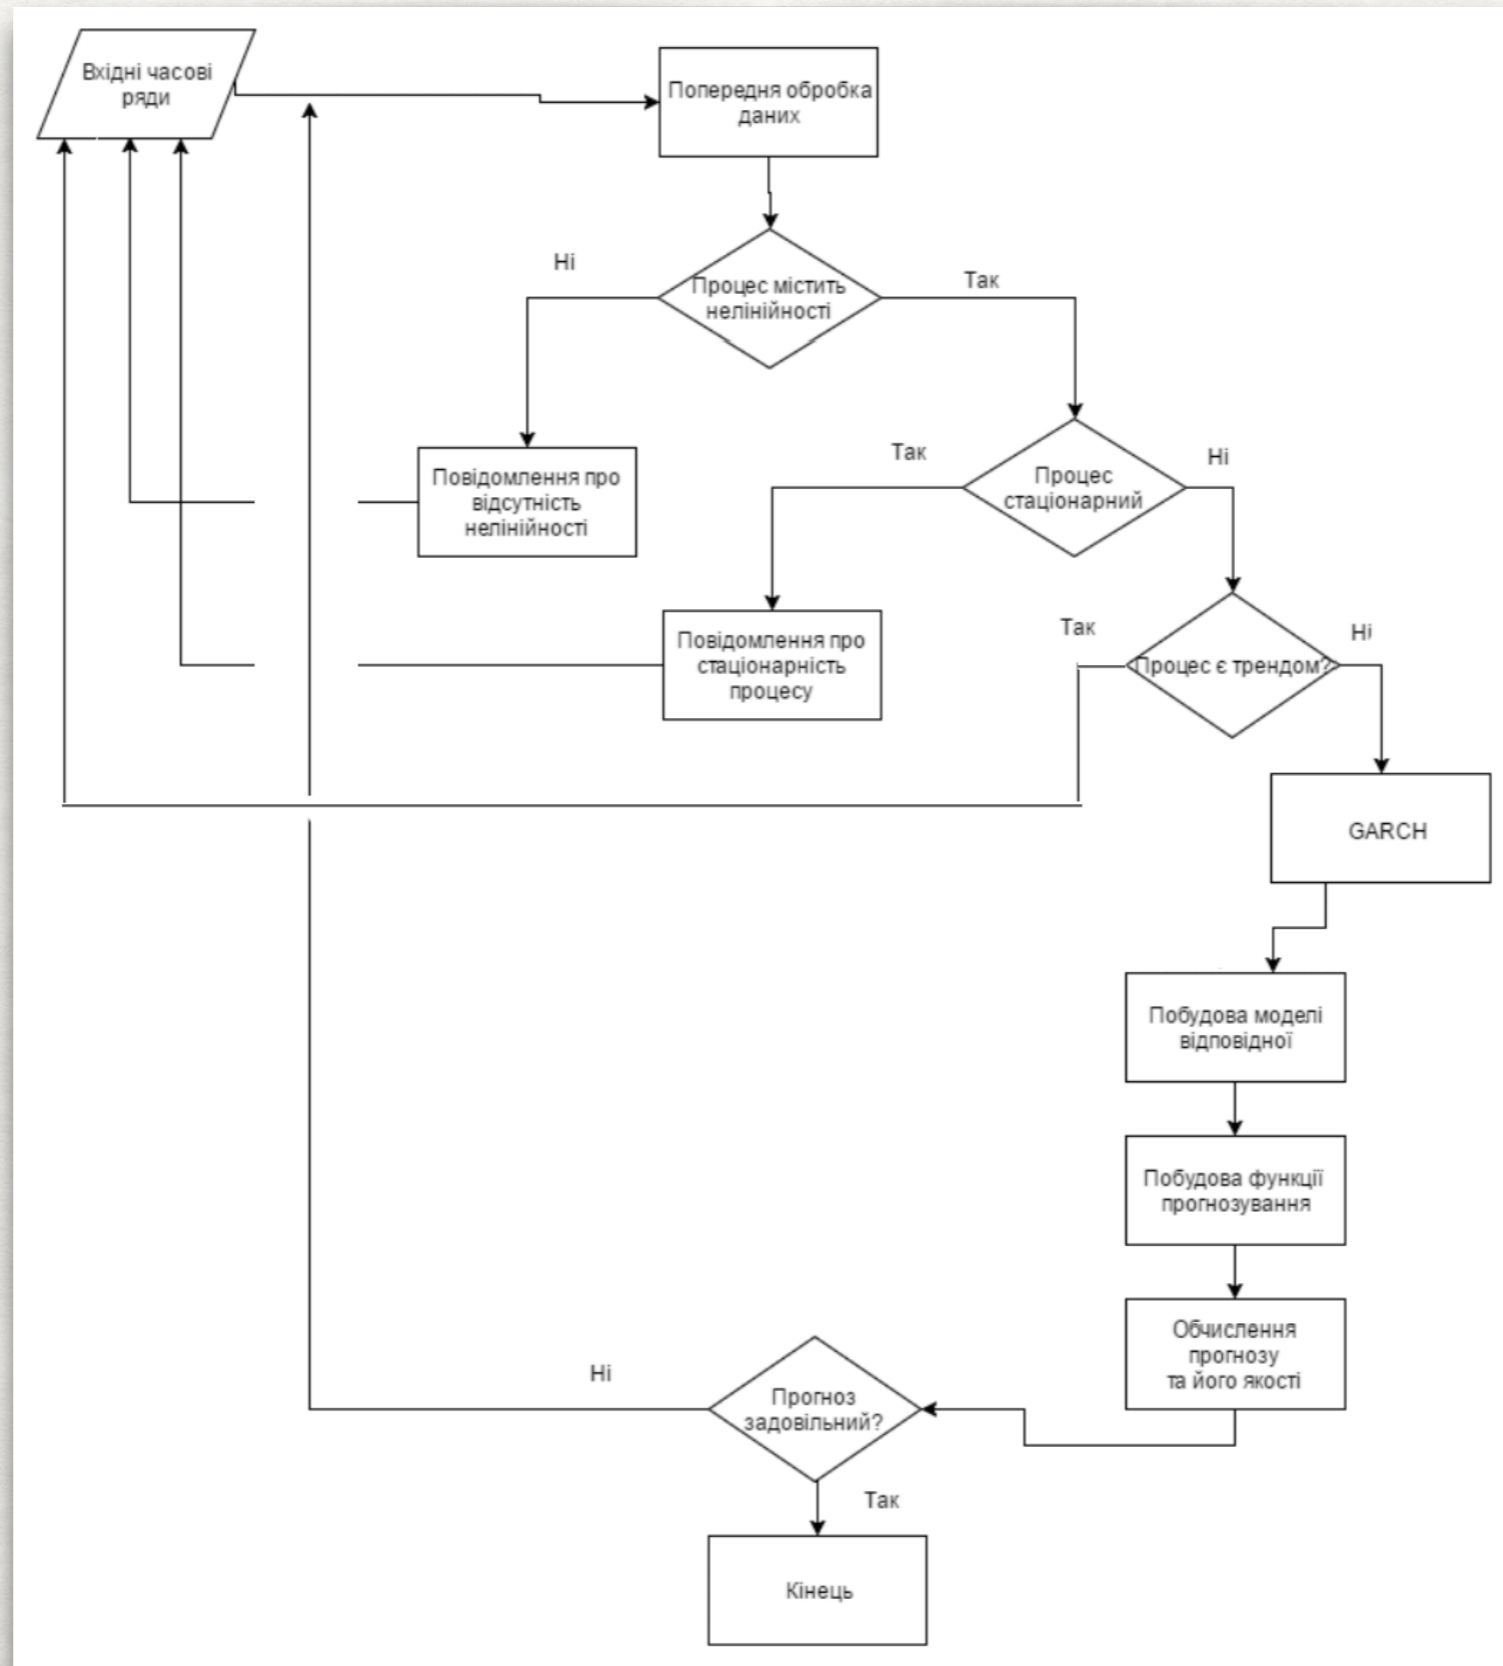 Вхідні часові
ряди
Попередня обробка
даних
Процес містить
нелінійності
Ні
Так
Повідомлення про
відсутність
нелінійності
Процес
стаціонарний
Так
Ні
Повідомлення про
стаціонарність
процесу
Процес є трендом?
Так
Ні
GARCH
Побудова моделі
відповідної
Побудова функції
прогнозування
Обчислення
прогнозу
та його якості
Прогноз
задовільний?
Ні
Так
Кінець